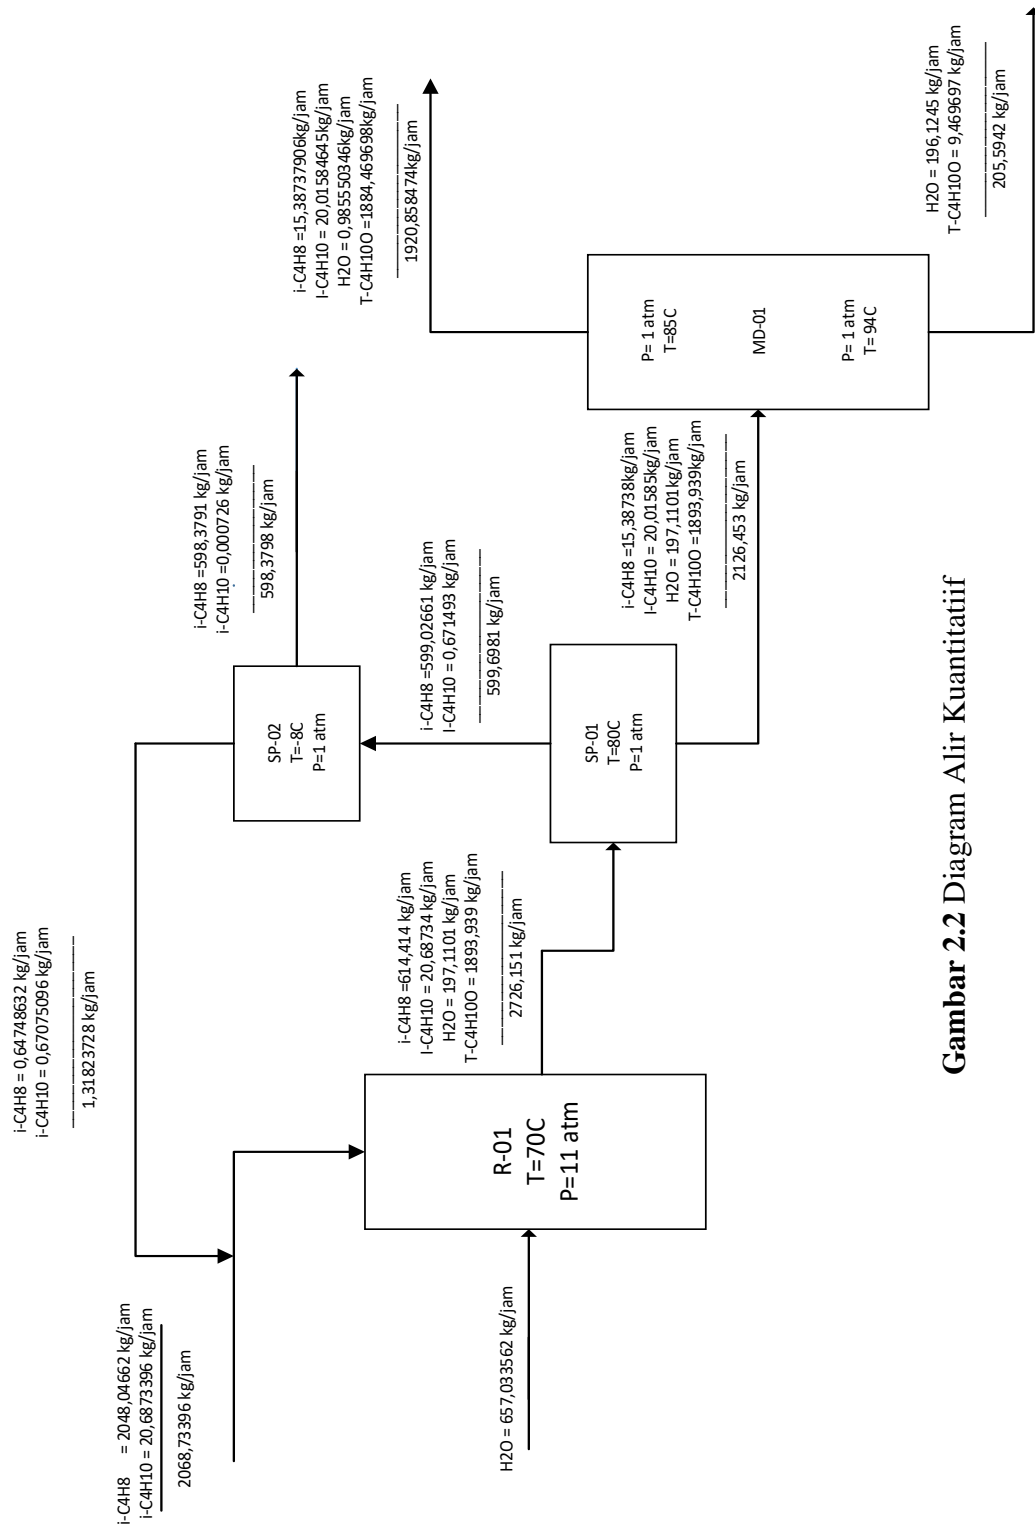 i-C4H8 = 2048,04662 kg/jam
i-C4H10 = 20,6873396 kg/jam
2068,73396 kg/jam
H2O = 657,033562 kg/jam
i-C4H8 = 0,64748632 kg/jam
i-C4H10 = 0,67075096 kg/jam
1,31823728 kg/jam
R-01
T=70C
P=11 atm
i-C4H8 =614,414 kg/jam
I-C4H10 = 20,68734 kg/jam
H2O = 197,1101 kg/jam
T-C4H10O = 1893,939 kg/jam
2726,151 kg/jam
SP-01
T=80C
P=1 atm
i-C4H8 =599,02661 kg/jam
I-C4H10 = 0,671493 kg/jam
599,6981 kg/jam
SP-02
T=-8C
P=1 atm
i-C4H8 =598,3791 kg/jam
i-C4H10 =0,000726 kg/jam
598,3798 kg/jam
i-C4H8 =15,38738kg/jam
I-C4H10 = 20,01585kg/jam
H2O = 197,1101kg/jam
T-C4H10O =1893,939kg/jam
2126,453 kg/jam
P= 1 atm
T=85C
MD-01
P= 1 atm
T= 94C
i-C4H8 =15,38737906kg/jam
I-C4H10 = 20,01584645kg/jam
H2O = 0,985550346kg/jam
T-C4H10O =1884,469698kg/jam
1920,858474kg/jam
H2O = 196,1245 kg/jam
T-C4H10O = 9,469697 kg/jam
205,5942 kg/jam
Gambar 2.2 Diagram Alir Kuantitatiif